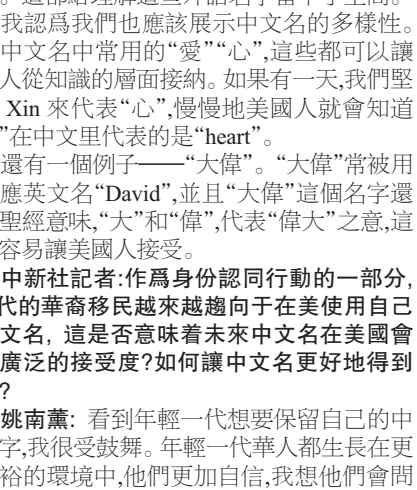 我認爲我們也應該展示中文名的多樣性。
中文名中常用的“愛”“心”,這些都可以讓
人從知識的層面接納。如果有一天,我們堅
Xin 來代表“心”,慢慢地美國人就會知道
”在中文里代表的是“heart”。
還有一個例子——“大偉”。“大偉”常被用
應英文名“David”,並且“大偉”這個名字還
聖經意味,“大”和“偉”,代表“偉大”之意,這
容易讓美國人接受。
中新社記者:作爲身份認同行動的一部分,
代的華裔移民越來越趨向于在美使用自己
文名, 這是否意味着未來中文名在美國會
廣泛的接受度?如何讓中文名更好地得到
?
姚南薰: 看到年輕一代想要保留自己的中
字,我很受鼓舞。年輕一代華人都生長在更
裕的環境中,他們更加自信,我想他們會問